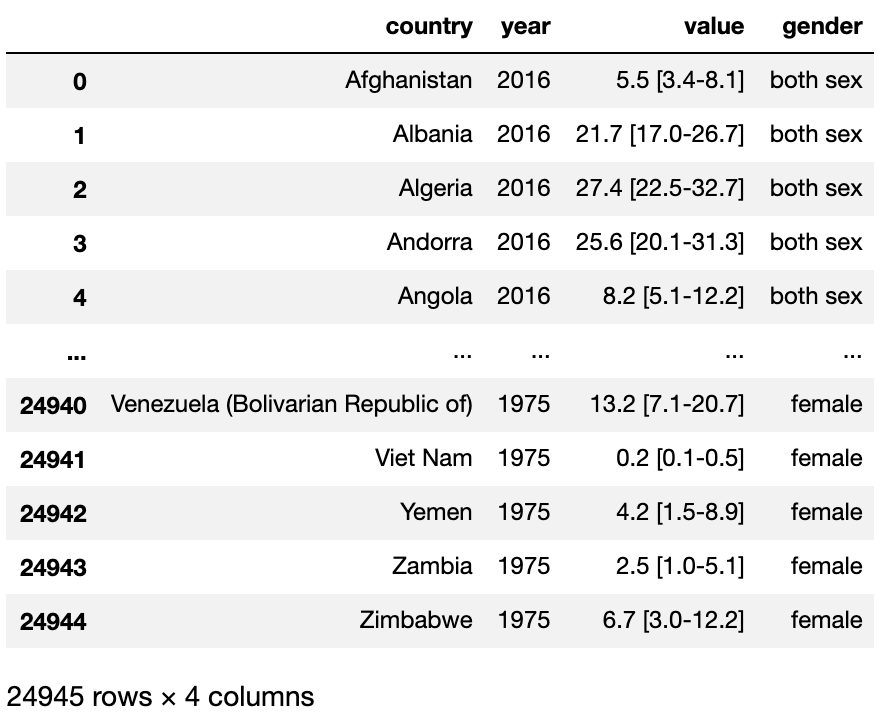 country year value gender
0 Afghanistan 2016 5.5 [3.4-8.1] both sex
1 Albania 2016 21.7 [17.0-26.7] both sex
2 Algeria 2016 27.4 [22.5-32.7] both sex
3 Andorra 2016 25.6 [20.1-31.3] both sex
4 Angola 2016 8.2 [5.1-12.2] both sex
... ... ... ... ...
24940 Venezuela (Bolivarian Republic of) 1975 13.2 [7.1-20.7] female
24941 Viet Nam 1975 0.2 [0.1-0.5] female
24942 Yemen 1975 4.2 [1.5-8.9] female
24943 Zambia 1975 2.5 [1.0-5.1] female
24944 Zimbabwe 1975 6.7 [3.0-12.2] female
24945 rows × 4 columns